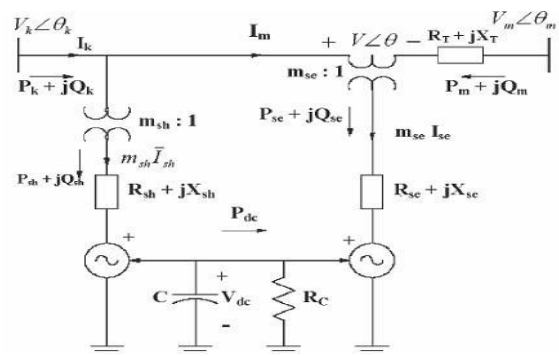 V_k∠θ_k
V_m∠θ_m
I_k
I_m
+ V∠θ −
R_T + jX_T
P_k + jQ_k
m_se : 1
P_m + jQ_m
m_sh : 1
P_se + jQ_se
m_se I_se
P_sh + jQ_sh
m_sh I̅_sh
R_sh + jX_sh
R_se + jX_se
P_dc
+
+
+
C
V_dc
R_C
-